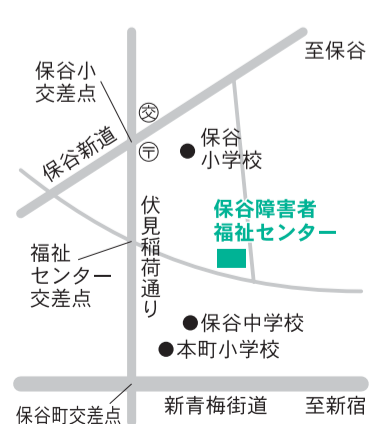 至保谷
保谷小
交差点
交
〒
保谷新道
保谷
小学校
保谷障害者
福祉センター
伏見稲荷通り
福祉
センター
交差点
保谷中学校
本町小学校
新青梅街道
至新宿
保谷町交差点